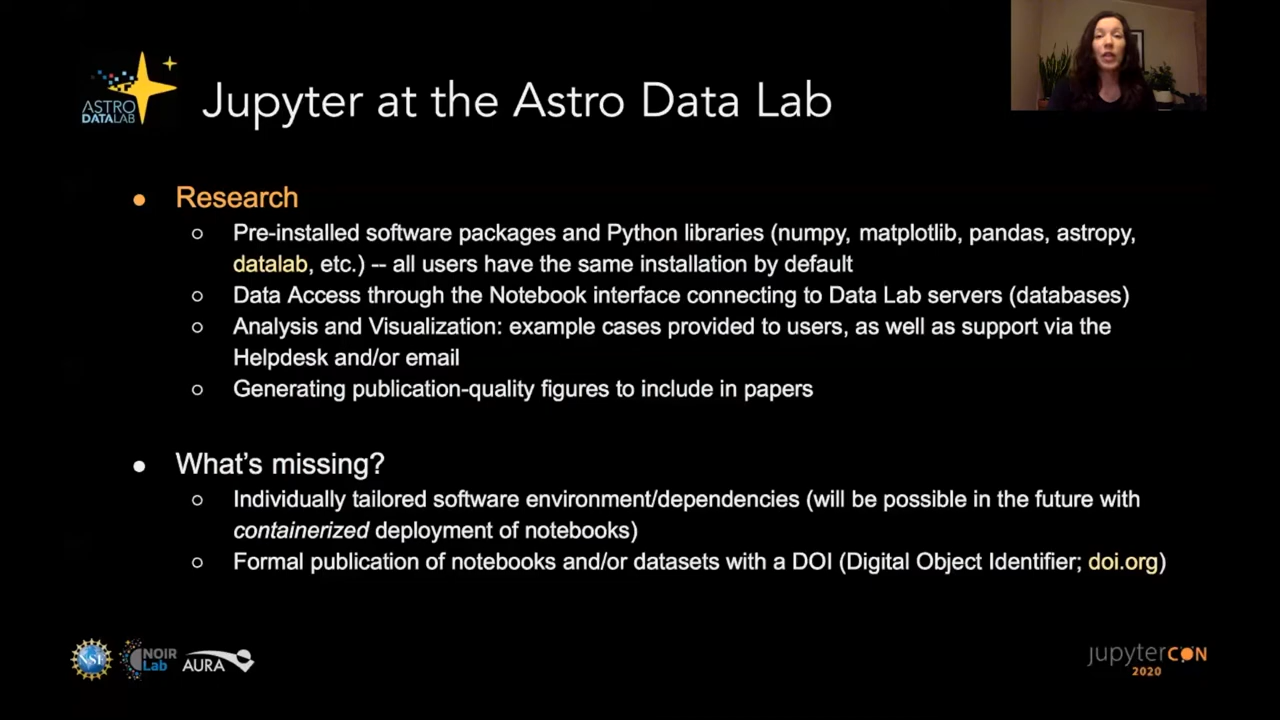 ASTRO
DATALAB
Jupyter at the Astro Data Lab
● Research
○ Pre-installed software packages and Python libraries (numpy, matplotlib, pandas, astropy,
datalab, etc.) -- all users have the same installation by default
○ Data Access through the Notebook interface connecting to Data Lab servers (databases)
○ Analysis and Visualization: example cases provided to users, as well as support via the
Helpdesk and/or email
○ Generating publication-quality figures to include in papers
● What's missing?
○ Individually tailored software environment/dependencies (will be possible in the future with
containerized deployment of notebooks)
○ Formal publication of notebooks and/or datasets with a DOI (Digital Object Identifier; doi.org)
NSF
NOIR
Lab
AURA
jupyterCON
2020